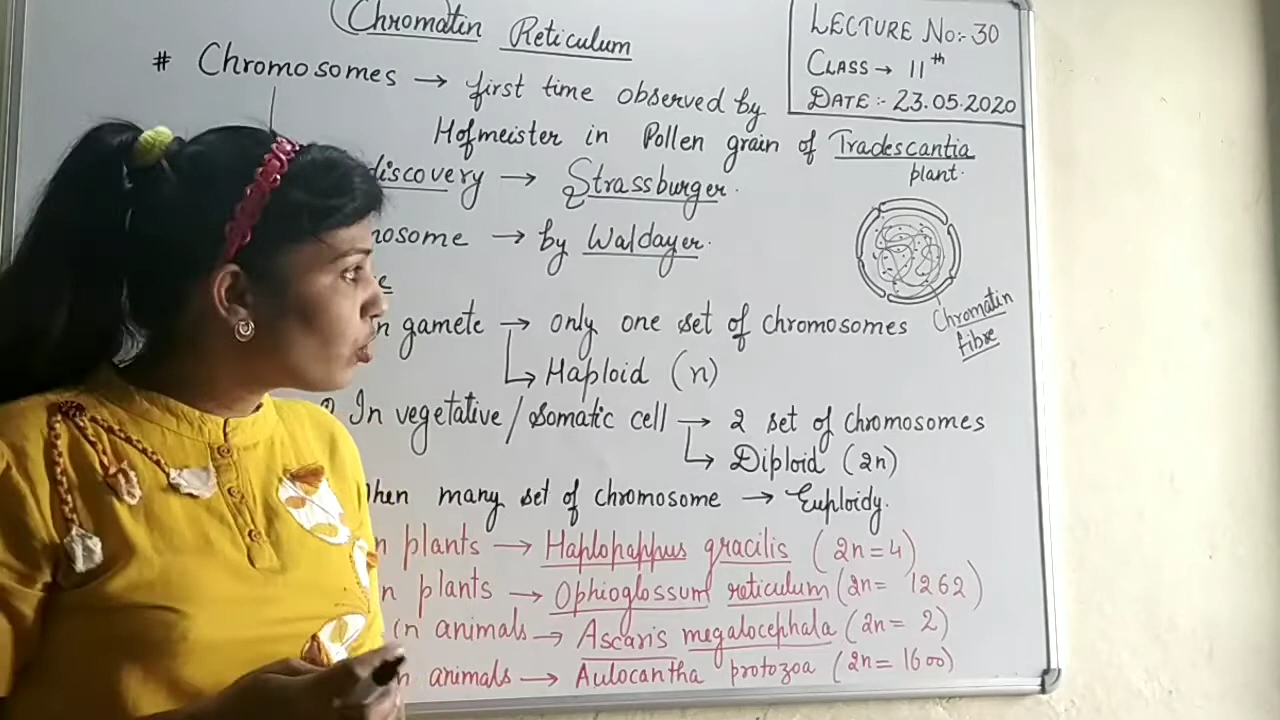 Chromatin Reticulum
LECTURE No:- 30
CLASS → 11th
DATE :- 23.05.2020
# Chromosomes → first time observed by
Hofmeister in Pollen grain of Tradescantia
plant.
discovery → Strassburger.
→ by Waldayer.
gamete → only one set of chromosomes
↳ Haploid (n)
Chromatin
fibre
In vegetative / Somatic cell → 2 set of chromosomes
↳ Diploid (2n)
many set of chromosome → Euploidy.
plants → Haplopappus gracilis (2n=4)
plants → Ophioglossum reticulum (2n= 1262)
in animals → Ascaris megalocephala (2n= 2)
animals → Aulocantha protozoa (2n= 1600)